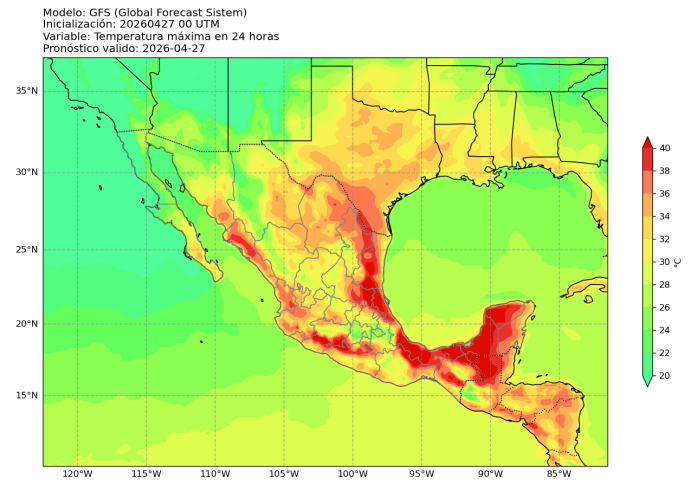 Modelo: GFS (Global Forecast Sistem)
Inicialización: 20260427 00 UTM
Variable: Temperatura máxima en 24 horas
Pronóstico valido: 2026-04-27
35°N
30°N
25°N
20°N
15°N
120°W 115°W 110°W 105°W 100°W 95°W 90°W 85°W
40
38
36
34
32
30
28
26
24
22
20
°C